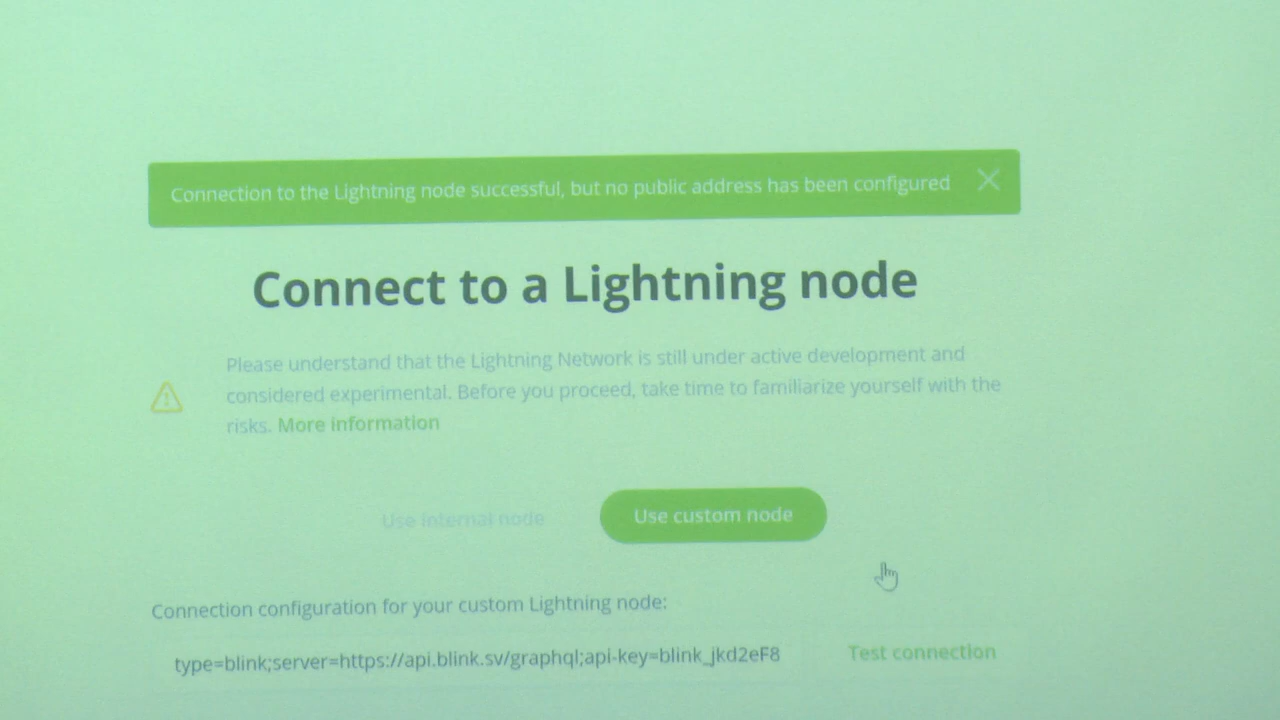 Connection to the Lightning node successful, but no public address has been configured
Connect to a Lightning node
Please understand that the Lightning Network is still under active development and
considered experimental. Before you proceed, take time to familiarize yourself with the
risks. More information
Use internal node
Use custom node
Connection configuration for your custom Lightning node:
type=blink;server=https://api.blink.sv/graphql;api-key=blink_jkd2eF8
Test connection